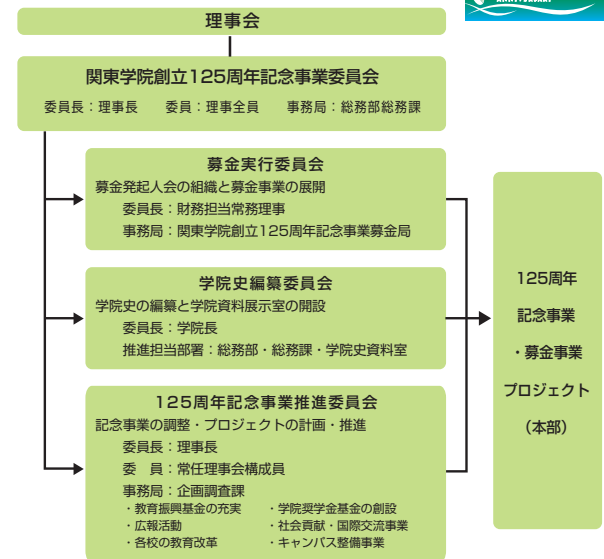 ANNIVERSARY
理事会
関東学院創立125周年記念事業委員会
委員長：理事長　委員：理事全員　事務局：総務部総務課
募金実行委員会
募金発起人会の組織と募金事業の展開
委員長：財務担当常務理事
事務局：関東学院創立125周年記念事業募金局
学院史編纂委員会
学院史の編纂と学院資料展示室の開設
委員長：学院長
推進担当部署：総務部・総務課・学院史資料室
125周年記念事業推進委員会
記念事業の調整・プロジェクトの計画・推進
委員長：理事長
委　員：常任理事会構成員
事務局：企画調査課
・教育振興基金の充実　・学院奨学金基金の創設
・広報活動　・社会貢献・国際交流事業
・各校の教育改革　・キャンパス整備事業
125周年
記念事業
・募金事業
プロジェクト
（本部）